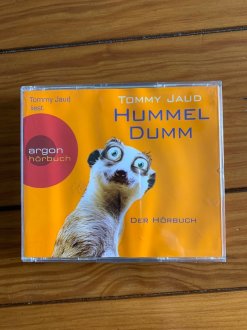 Tommy Jaud
liest.
TOMMY JAUD
HUMMEL
DUMM
argon
hörbuch
DER HÖRBUCH